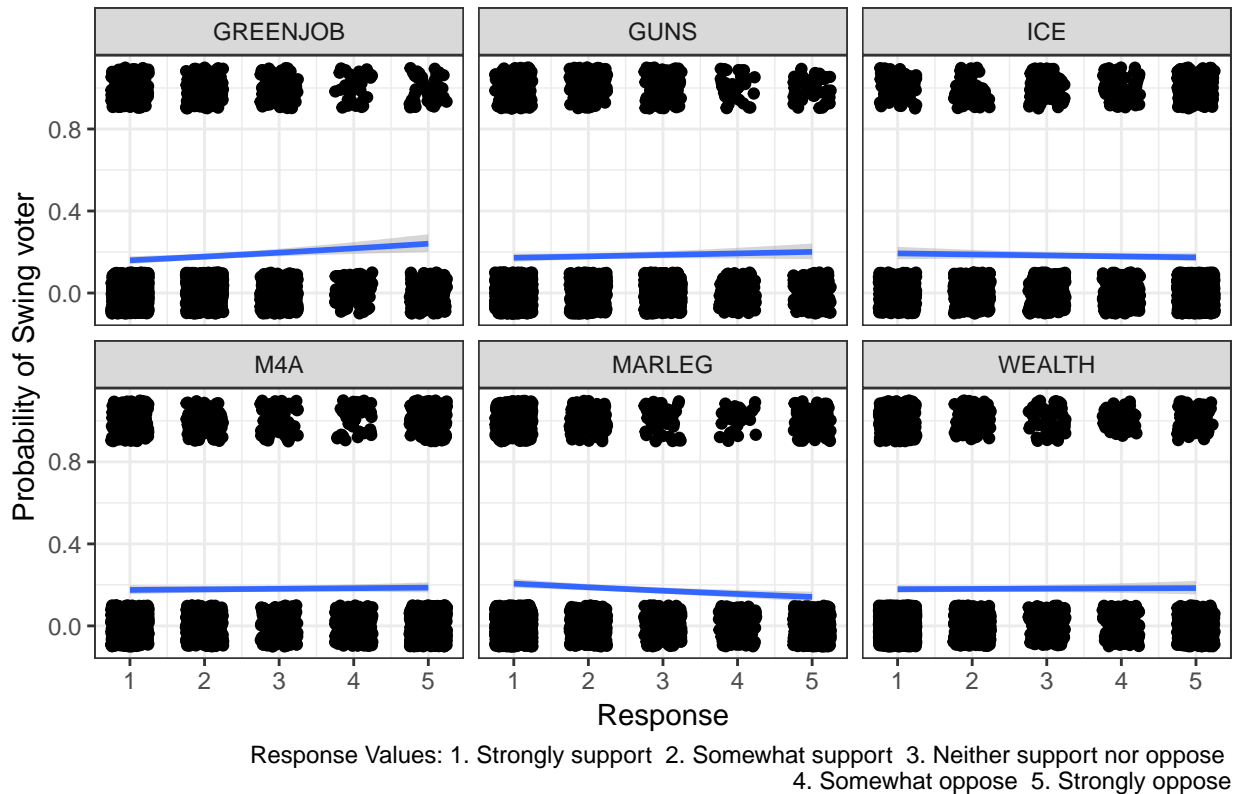 GREENJOB GUNS ICE
0.8
0.4
0.0
M4A MARLEG WEALTH
0.8
0.4
0.0
1 2 3 4 5 1 2 3 4 5 1 2 3 4 5
Probability of Swing voter
Response
Response Values: 1. Strongly support 2. Somewhat support 3. Neither support nor oppose
4. Somewhat oppose 5. Strongly oppose